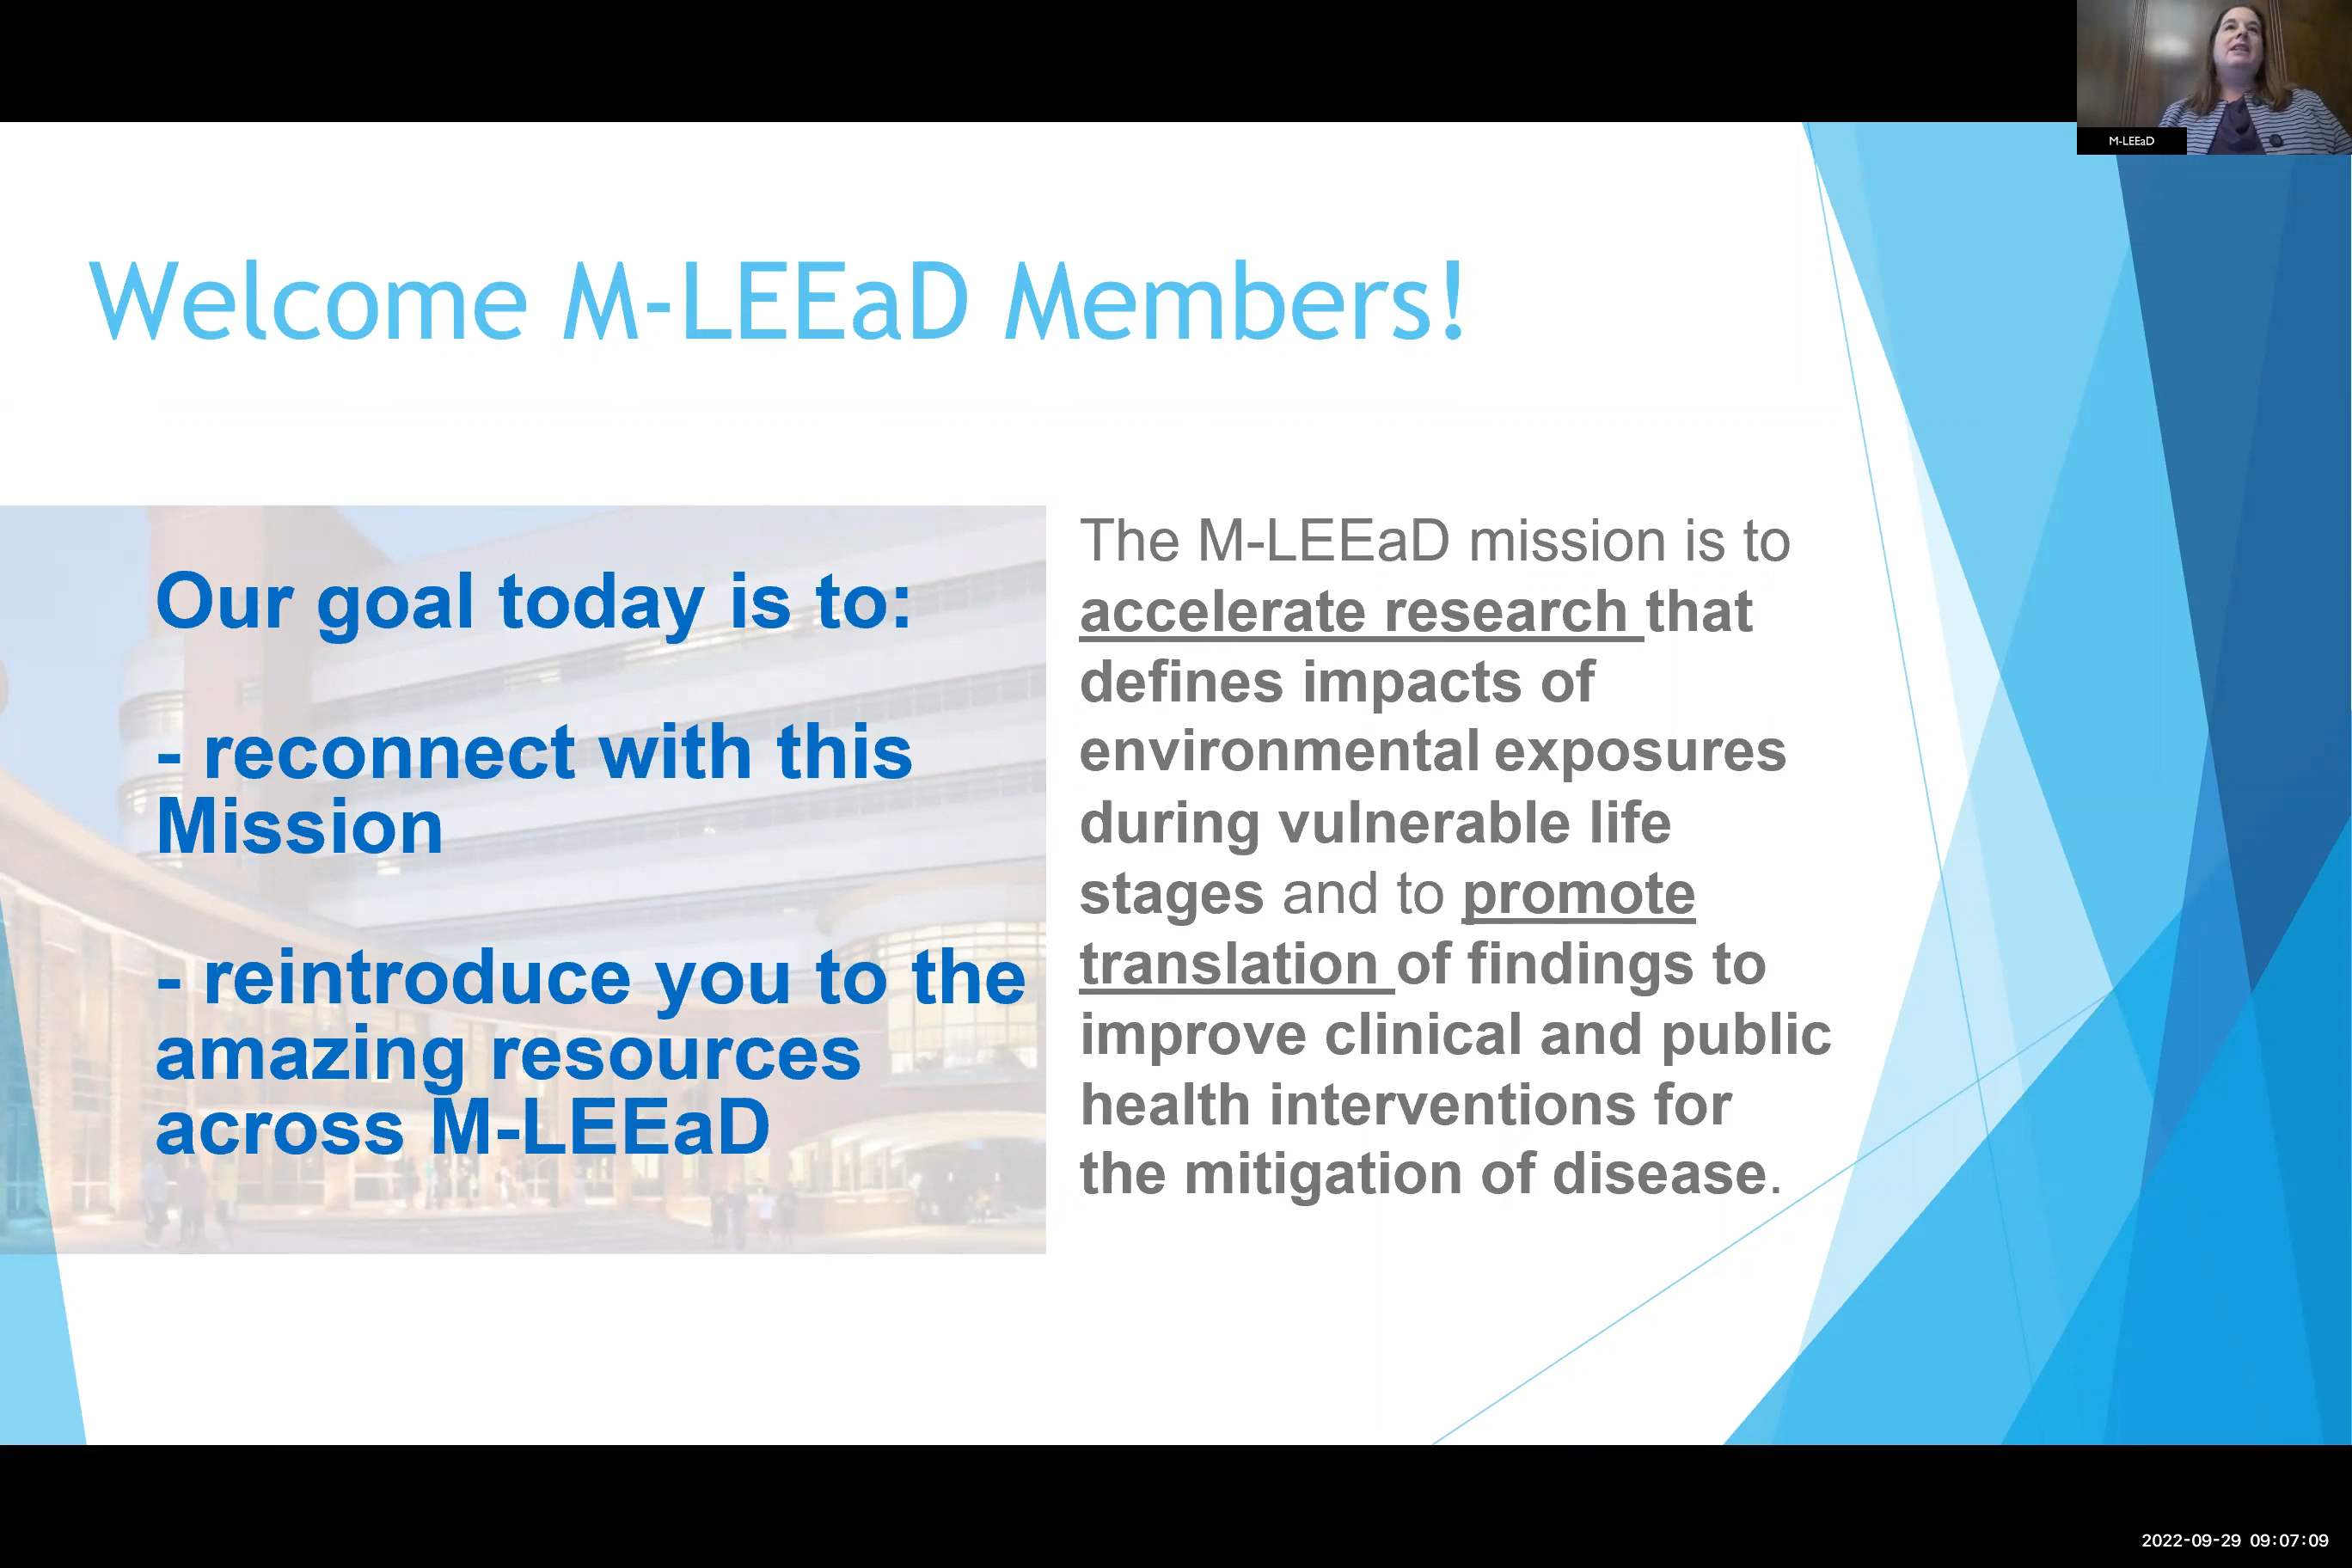 M-LEEaD
Welcome M-LEEaD Members!
Our goal today is to:
- reconnect with this
Mission
- reintroduce you to the
amazing resources
across M-LEEaD
The M-LEEaD mission is to
accelerate research that
defines impacts of
environmental exposures
during vulnerable life
stages and to promote
translation of findings to
improve clinical and public
health interventions for
the mitigation of disease.
2022-09-29 09:07:09